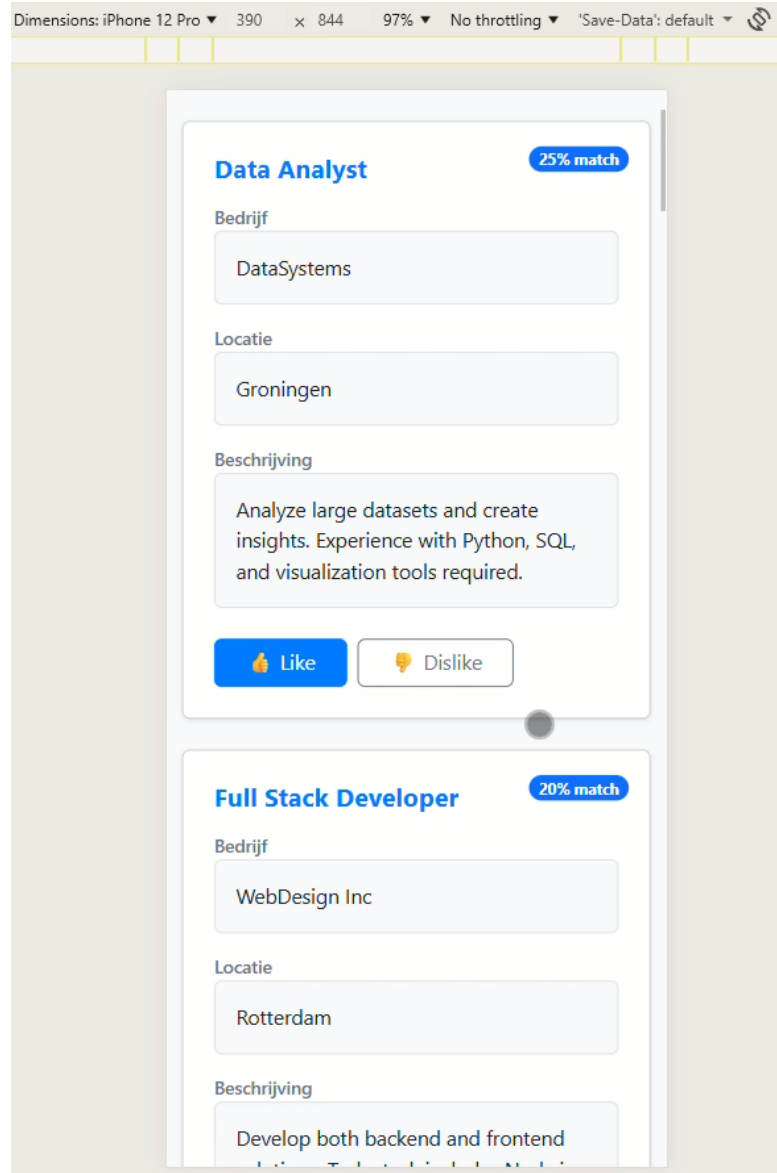 Dimensions: iPhone 12 Pro ▼ 390 × 844 97% ▼ No throttling ▼ 'Save-Data': default ▼
Data Analyst
25% match
Bedrijf
DataSystems
Locatie
Groningen
Beschrijving
Analyze large datasets and create
insights. Experience with Python, SQL,
and visualization tools required.
👍 Like 👎 Dislike
Full Stack Developer
20% match
Bedrijf
WebDesign Inc
Locatie
Rotterdam
Beschrijving
Develop both backend and frontend